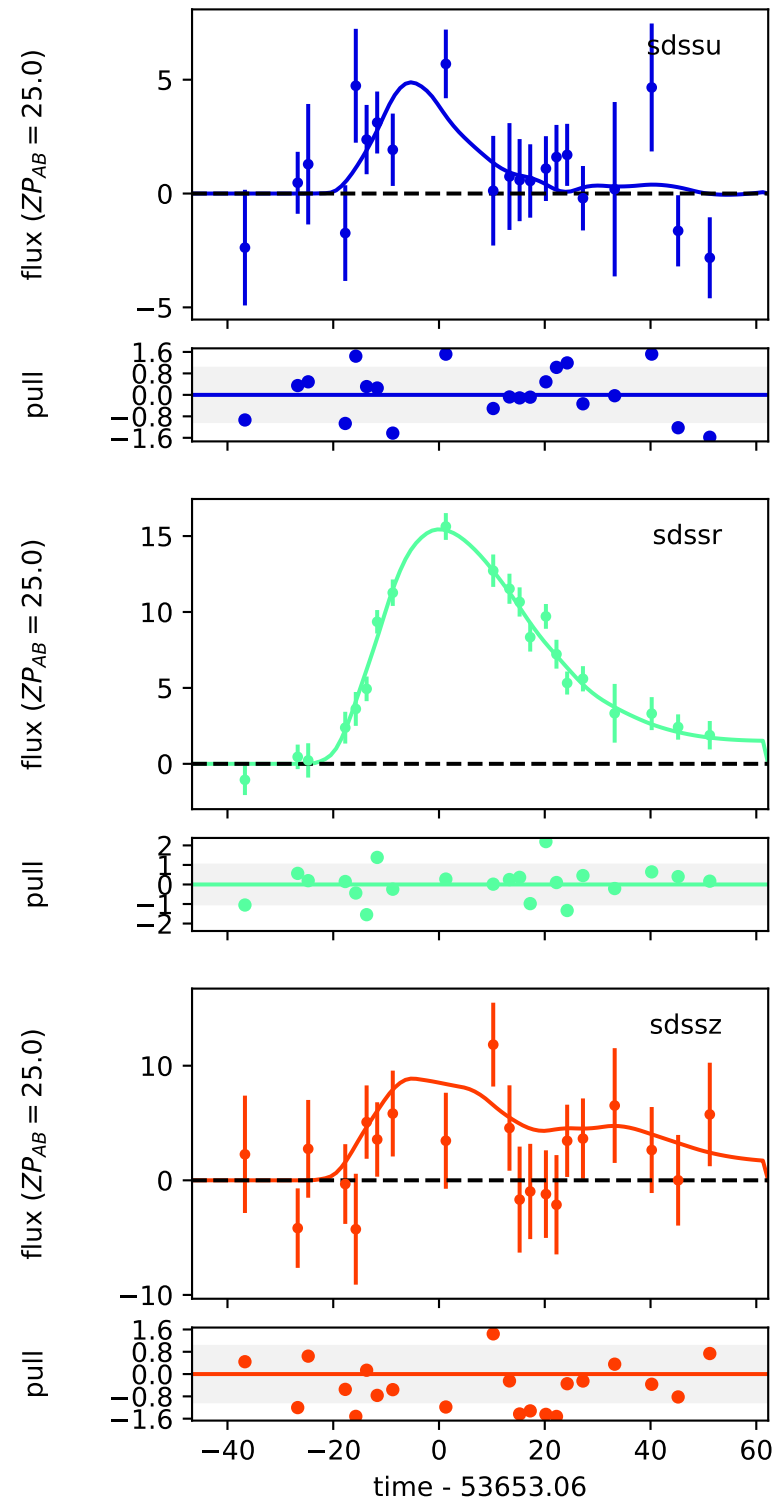 sdssu
flux (ZP_AB = 25.0)
5
0
−5
pull
1.6
0.8
0.0
−0.8
−1.6
sdssr
flux (ZP_AB = 25.0)
15
10
5
0
pull
2
1
0
−1
−2
sdssz
flux (ZP_AB = 25.0)
10
0
−10
pull
1.6
0.8
0.0
−0.8
−1.6
−40 −20 0 20 40 60
time - 53653.06